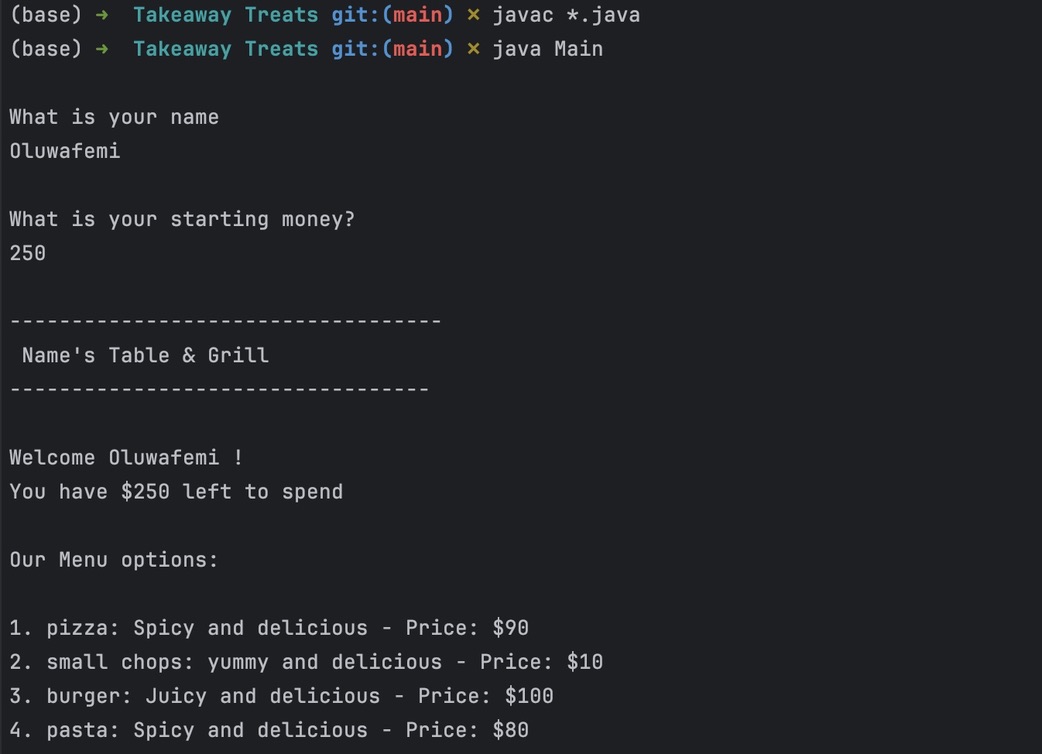 (base) → Takeaway Treats git:(main) × javac *.java
(base) → Takeaway Treats git:(main) × java Main
What is your name
Oluwafemi
What is your starting money?
250
-----------------------------------
Name's Table & Grill
----------------------------------
Welcome Oluwafemi !
You have $250 left to spend
Our Menu options:
1. pizza: Spicy and delicious - Price: $90
2. small chops: yummy and delicious - Price: $10
3. burger: Juicy and delicious - Price: $100
4. pasta: Spicy and delicious - Price: $80